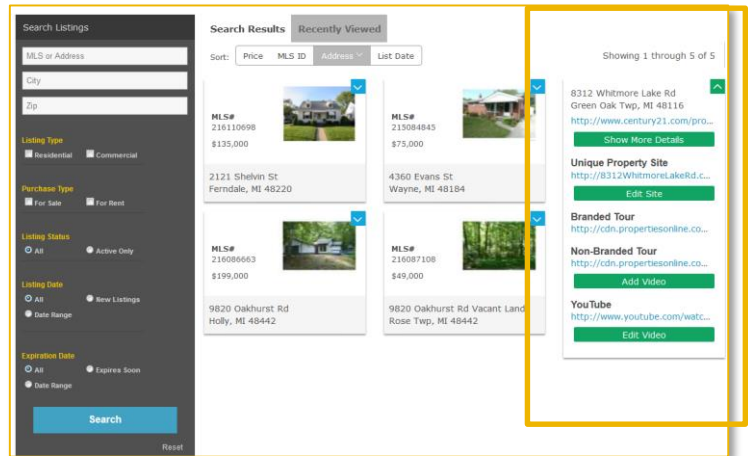 Search Listings
MLS or Address
City
Zip
Listing Type
Residential Commercial
Purchase Type
For Sale For Rent
Listing Status
All Active Only
Listing Date
All New Listings
Date Range
Expiration Date
All Expires Soon
Date Range
Search
Reset
Search Results Recently Viewed
Sort: Price MLS ID Address List Date
Showing 1 through 5 of 5
MLS#
216110698
$135,000
2121 Shelvin St
Ferndale, MI 48220
MLS#
215084845
$75,000
4360 Evans St
Wayne, MI 48184
MLS#
216086663
$199,000
9820 Oakhurst Rd
Holly, MI 48442
MLS#
216087108
$49,000
9820 Oakhurst Rd Vacant Land
Rose Twp, MI 48442
8312 Whitmore Lake Rd
Green Oak Twp, MI 48116
http://www.century21.com/pro...
Show More Details
Unique Property Site
http://8312WhitmoreLakeRd.c...
Edit Site
Branded Tour
http://cdn.propertiesonline.co...
Non-Branded Tour
http://cdn.propertiesonline.co...
Add Video
YouTube
http://www.youtube.com/watc...
Edit Video